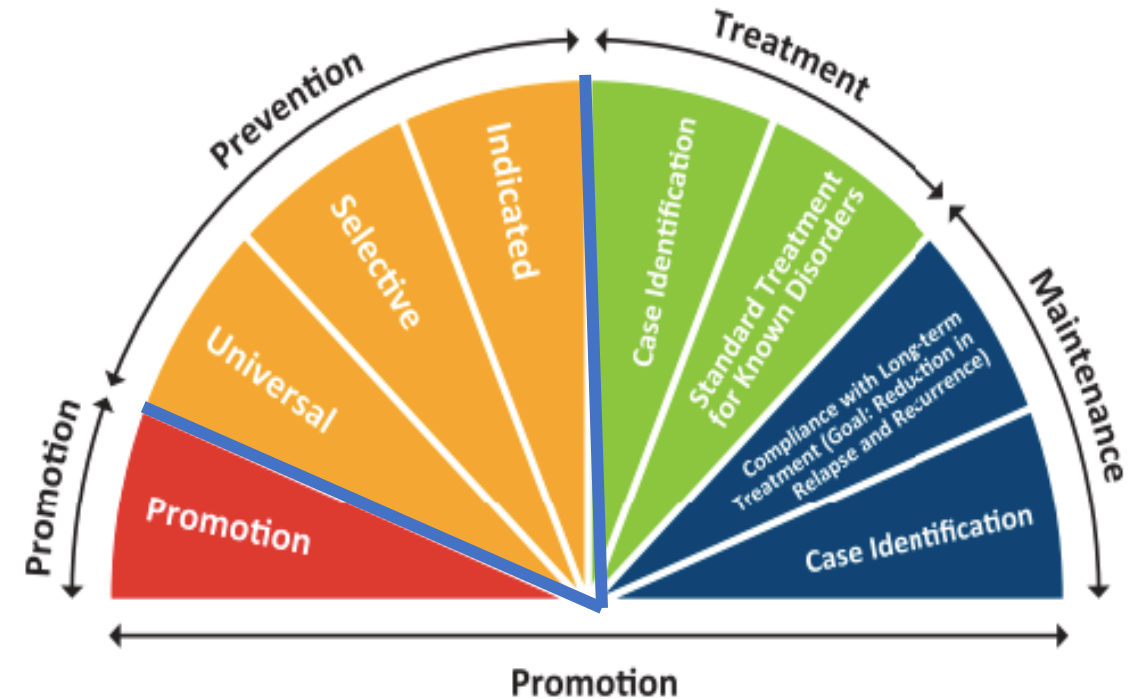 Prevention
Treatment
Promotion
Maintenance
Promotion
Universal
Selective
Indicated
Case Identification
Standard Treatment
for Known Disorders
Compliance with Long-term
Treatment (Goal: Reduction in
Relapse and Recurrence)
Case Identification
Promotion